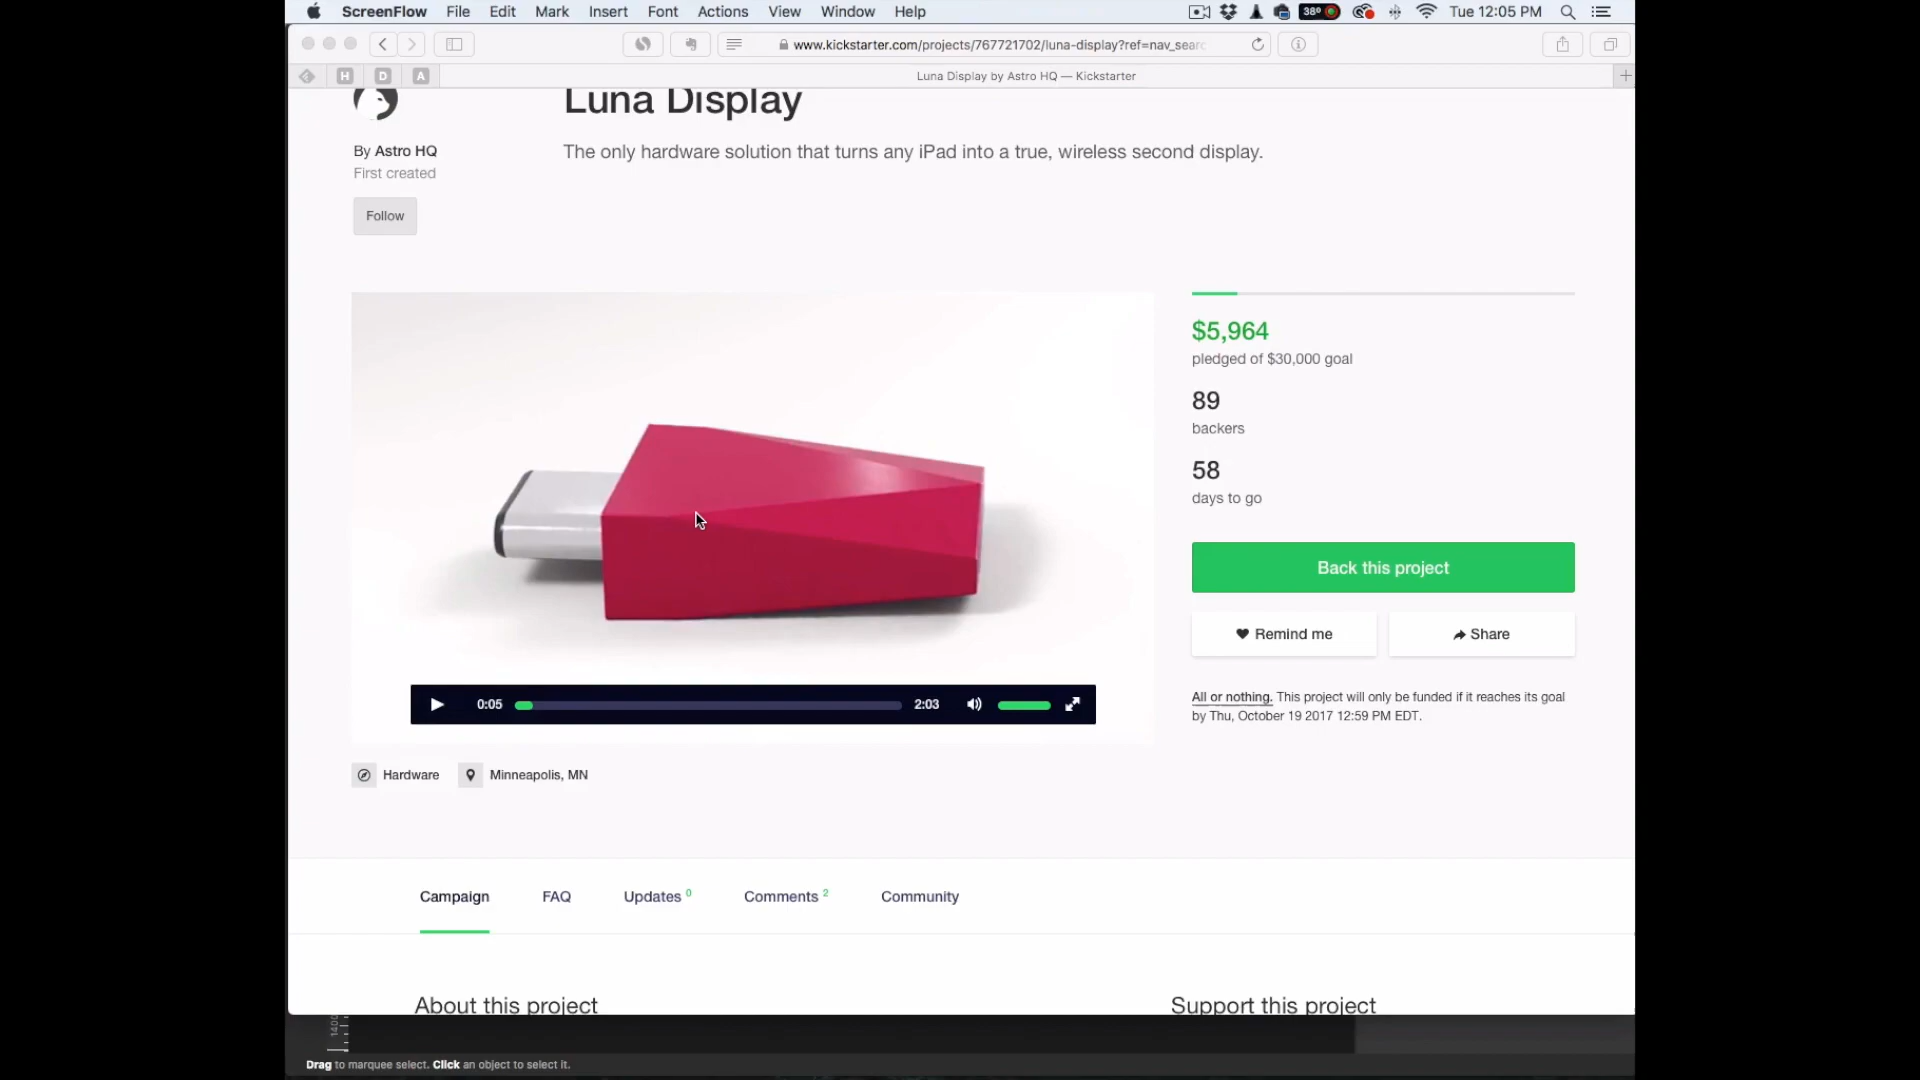 ScreenFlow File Edit Mark Insert Font Actions View Window Help 38º Tue 12:05 PM
www.kickstarter.com/projects/767721702/luna-display?ref=nav_sear
H D A Luna Display by Astro HQ — Kickstarter
Luna Display
By Astro HQ
First created
The only hardware solution that turns any iPad into a true, wireless second display.
Follow
$5,964
pledged of $30,000 goal
89
backers
58
days to go
Back this project
Remind me Share
All or nothing. This project will only be funded if it reaches its goal
by Thu, October 19 2017 12:59 PM EDT.
0:05 2:03
Hardware Minneapolis, MN
Campaign FAQ Updates 0 Comments 2 Community
About this project Support this project
1400
Drag to marquee select. Click an object to select it.